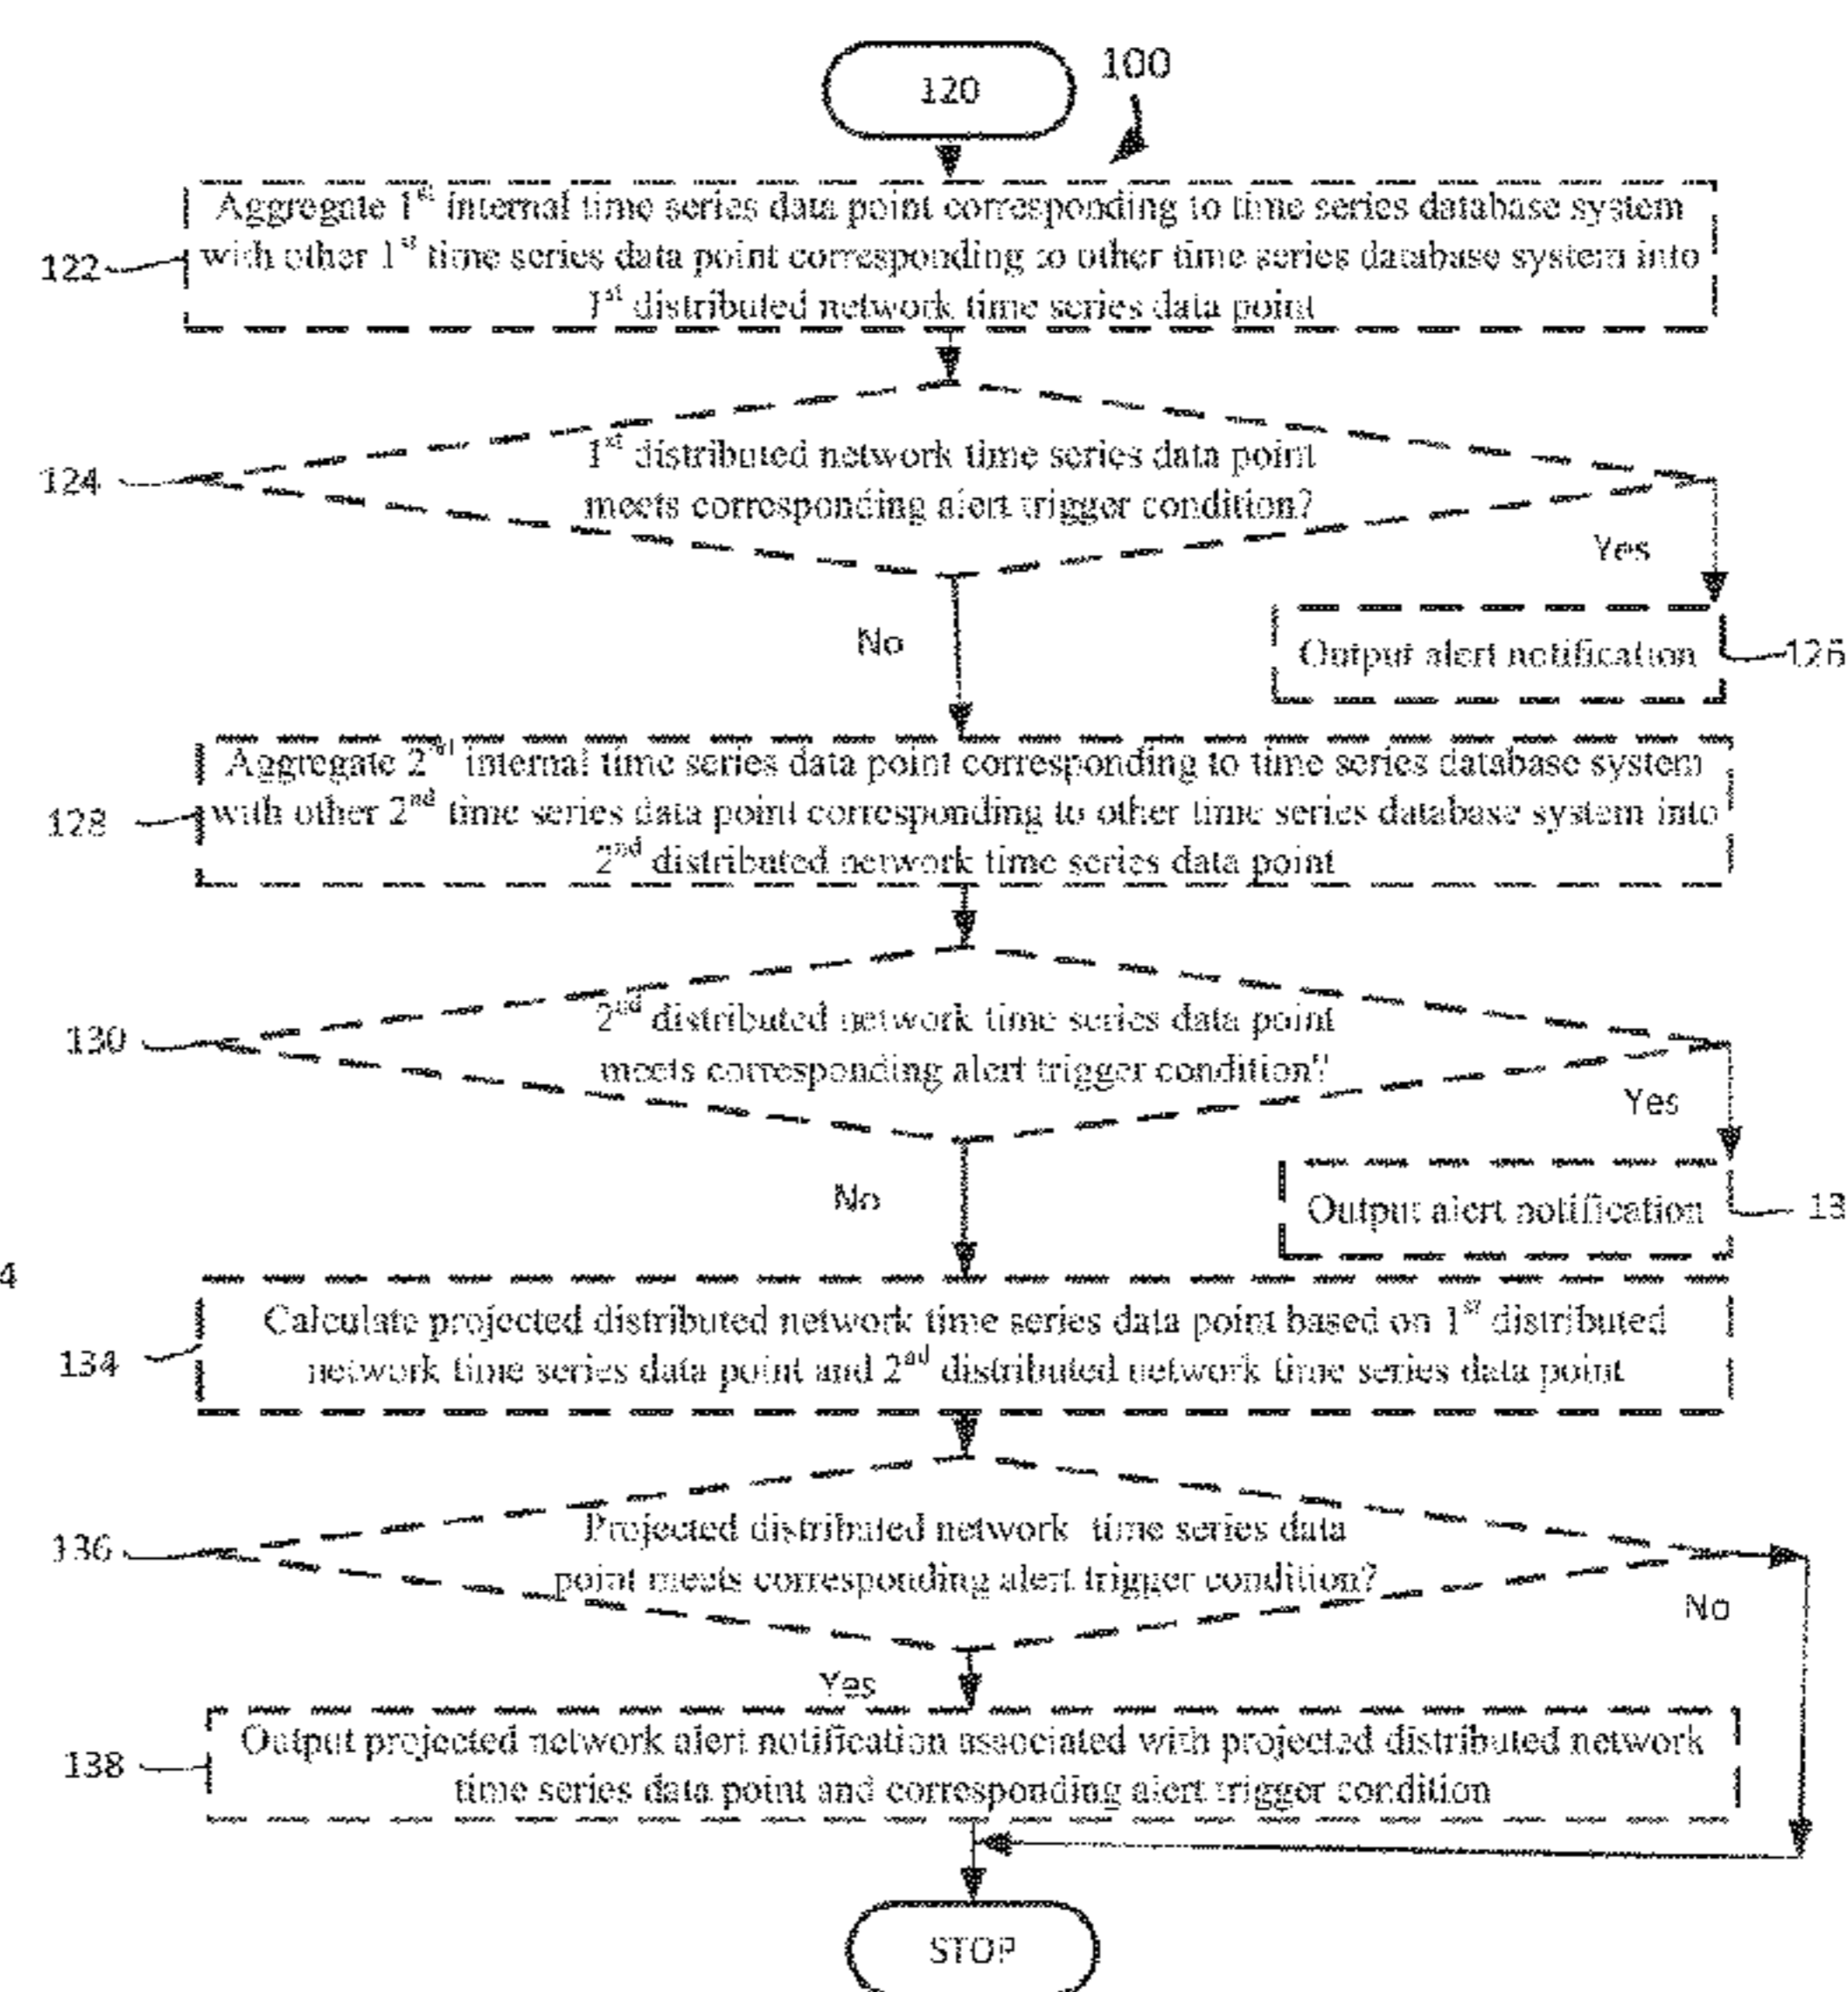 120
100
Aggregate 1st internal time series data point corresponding to time series database system
122
with other 1st time series data point corresponding to other time series database system into
1st distributed network time series data point
1st distributed network time series data point
124
meets corresponding alert trigger condition?
Yes
No
Output alert notification
126
Aggregate 2nd internal time series data point corresponding to time series database system
128
with other 2nd time series data point corresponding to other time series database system into
2nd distributed network time series data point
2nd distributed network time series data point
130
meets corresponding alert trigger condition?
Yes
No
Output alert notification
13
4
Calculate projected distributed network time series data point based on 1st distributed
134
network time series data point and 2nd distributed network time series data point
Projected distributed network time series data
136
point meets corresponding alert trigger condition?
No
Yes
Output projected network alert notification associated with projected distributed network
138
time series data point and corresponding alert trigger condition
STOP